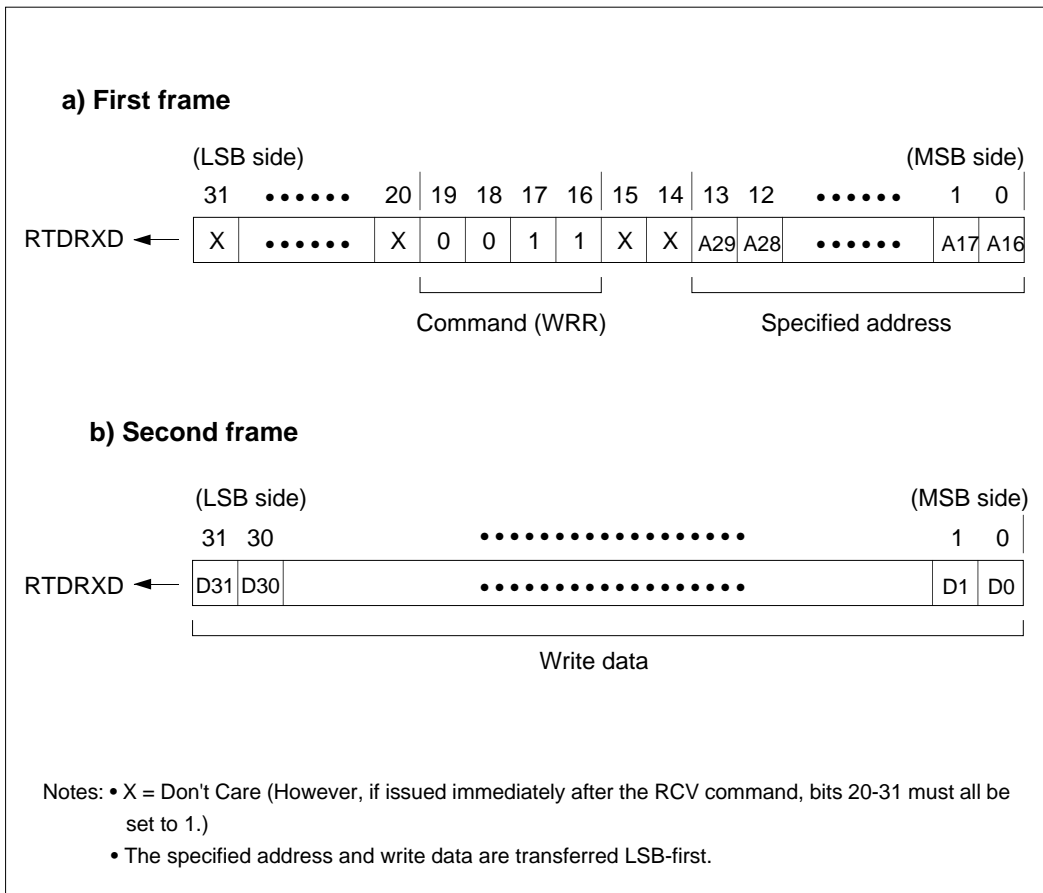 a) First frame
(LSB side) (MSB side)
31 •••••• 20 19 18 17 16 15 14 13 12 •••••• 1 0
RTDRXD X •••••• X 0 0 1 1 X X A29 A28 •••••• A17 A16
Command (WRR) Specified address
b) Second frame
(LSB side) (MSB side)
31 30 •••••••••••••••••• 1 0
RTDRXD D31 D30 •••••••••••••••••• D1 D0
Write data
Notes: • X = Don't Care (However, if issued immediately after the RCV command, bits 20-31 must all be
set to 1.)
• The specified address and write data are transferred LSB-first.